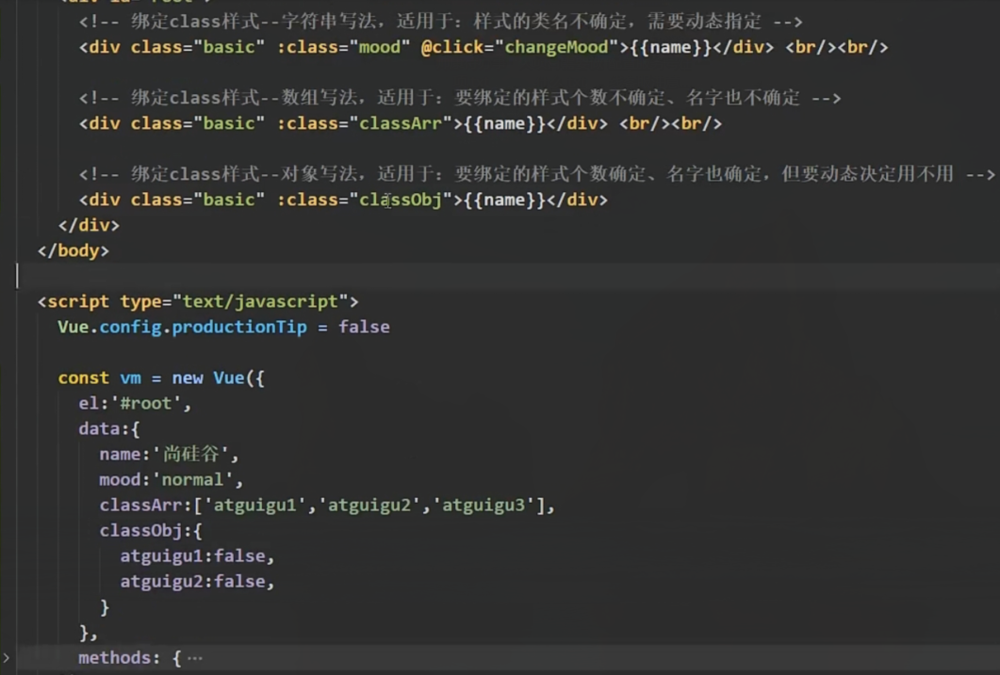 <!-- 绑定class样式--字符串写法，适用于：样式的类名不确定，需要动态指定 -->
<div class="basic" :class="mood" @click="changeMood">{{name}}</div> <br/><br/>
<!-- 绑定class样式--数组写法，适用于：要绑定的样式个数不确定、名字也不确定 -->
<div class="basic" :class="classArr">{{name}}</div> <br/><br/>
<!-- 绑定class样式--对象写法，适用于：要绑定的样式个数确定、名字也确定，但要动态决定用不用 -->
<div class="basic" :class="classObj">{{name}}</div>
</div>
</body>
<script type="text/javascript">
Vue.config.productionTip = false
const vm = new Vue({
el:'#root',
data:{
name:'尚硅谷',
mood:'normal',
classArr:['atguigu1','atguigu2','atguigu3'],
classObj:{
atguigu1:false,
atguigu2:false,
}
},
methods: { ···